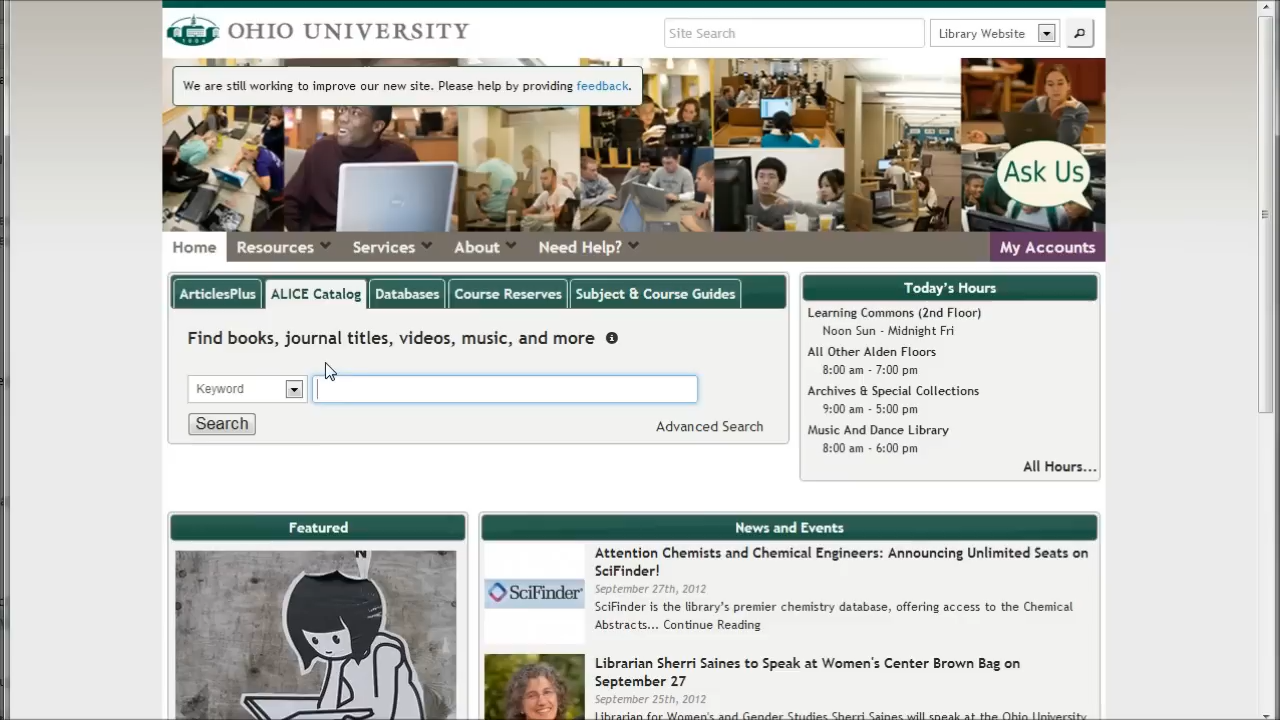 OHIO UNIVERSITY
1804
Site Search
Library Website
We are still working to improve our new site. Please help by providing feedback.
Ask Us
Home
Resources
Services
About
Need Help?
My Accounts
ArticlesPlus
ALICE Catalog
Databases
Course Reserves
Subject & Course Guides
Find books, journal titles, videos, music, and more
Keyword
Search
Advanced Search
Today's Hours
Learning Commons (2nd Floor)
Noon Sun - Midnight Fri
All Other Alden Floors
8:00 am - 7:00 pm
Archives & Special Collections
9:00 am - 5:00 pm
Music And Dance Library
8:00 am - 6:00 pm
All Hours...
Featured
News and Events
SciFinder
Attention Chemists and Chemical Engineers: Announcing Unlimited Seats on
SciFinder!
September 27th, 2012
SciFinder is the library's premier chemistry database, offering access to the Chemical
Abstracts... Continue Reading
Librarian Sherri Saines to Speak at Women's Center Brown Bag on
September 27
September 25th, 2012
Librarian for Women's and Gender Studies Sherri Saines will speak at the Ohio University